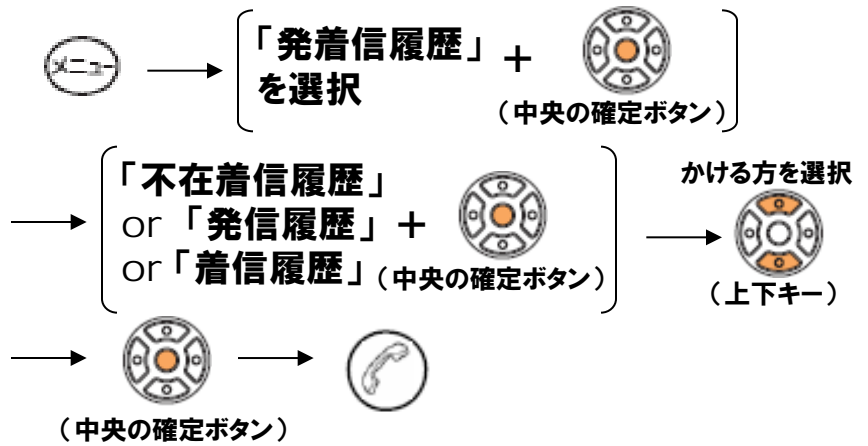 メニュー
「発着信履歴」 +
を選択
（中央の確定ボタン）
「不在着信履歴」
or 「発信履歴」 +
or「着信履歴」
（中央の確定ボタン）
かける方を選択
（上下キー）
（中央の確定ボタン）